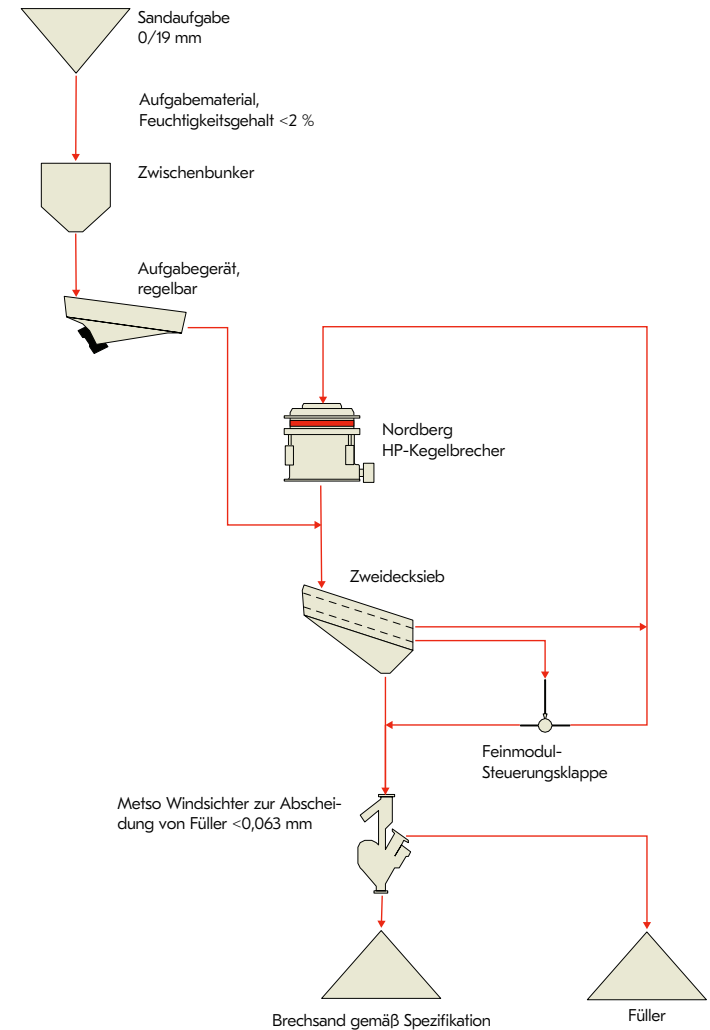 Sandaufgabe
0/19 mm
Aufgabematerial,
Feuchtigkeitsgehalt <2 %
Zwischenbunker
Aufgabegerät,
regelbar
Nordberg
HP-Kegelbrecher
Zweidecksieb
Feinmodul-
Steuerungsklappe
Metso Windsichter zur Abschei-
dung von Füller <0,063 mm
Brechsand gemäß Spezifikation
Füller